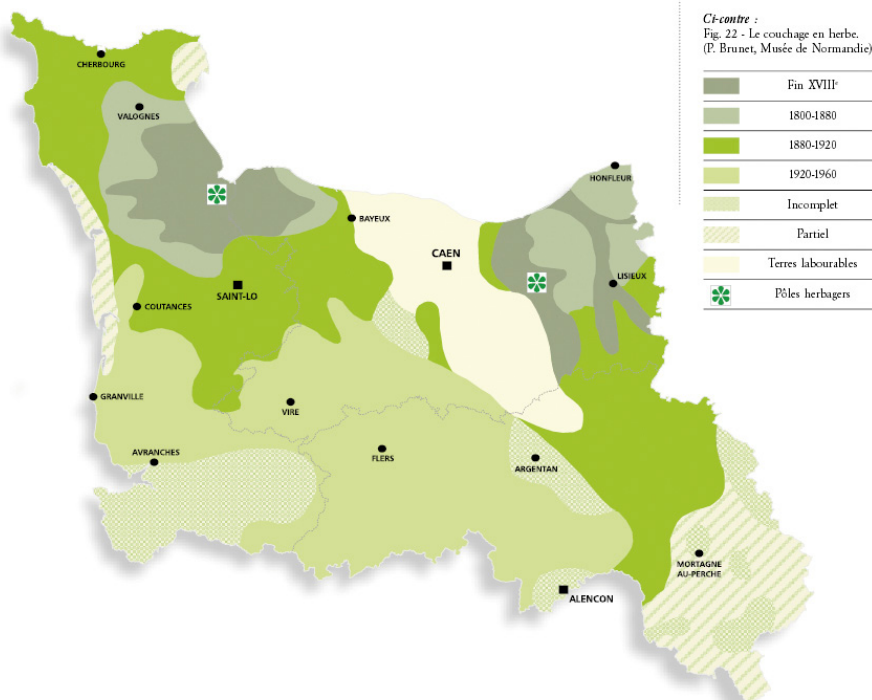 Ci-contre :
Fig. 22 - Le couchage en herbe.
(P. Brunet, Musée de Normandie)
Fin XVIIIᵉ
1800-1880
1880-1920
1920-1960
Incomplet
Partiel
Terres labourables
Pôles herbagers
CHERBOURG
VALOGNES
HONFLEUR
BAYEUX
CAEN
LISIEUX
SAINT-LO
COUTANCES
GRANVILLE
VIRE
AVRANCHES
FLERS
ARGENTAN
MORTAGNE
AU-PERCHE
ALENCON